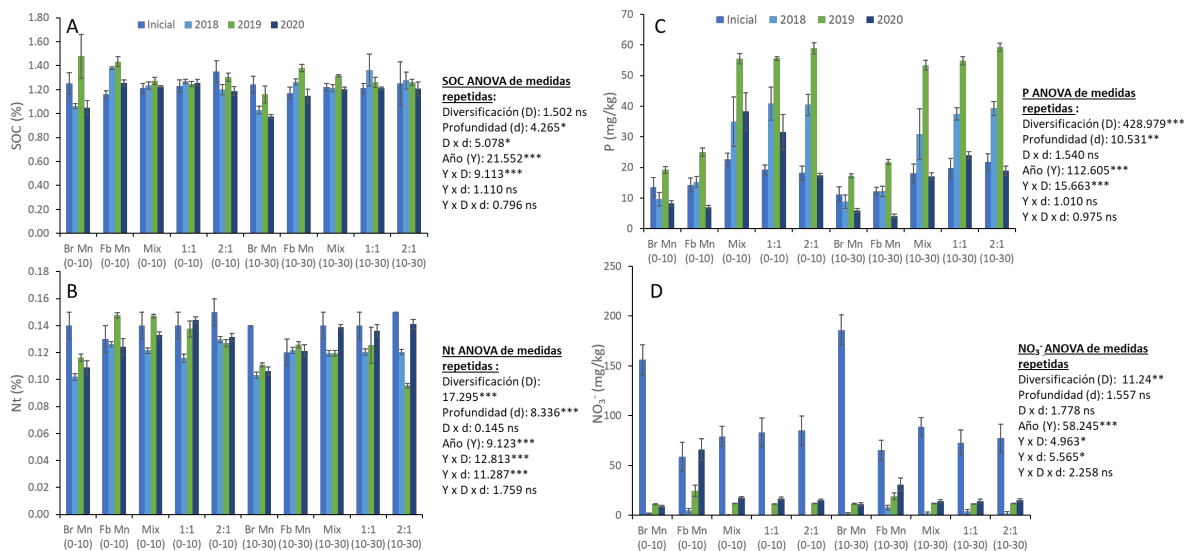 A
Inicial 2018 2019 2020
SOC (%)
1.80
1.60
1.40
1.20
1.00
0.80
0.60
0.40
0.20
0.00
Br Mn Fb Mn Mix 1:1 2:1 Br Mn Fb Mn Mix 1:1 2:1
(0-10) (0-10) (0-10) (0-10) (0-10) (10-30) (10-30) (10-30) (10-30) (10-30)
SOC ANOVA de medidas
repetidas:
Diversificación (D): 1.502 ns
Profundidad (d): 4.265*
D x d: 5.078*
Año (Y): 21.552***
Y x D: 9.113***
Y x d: 1.110 ns
Y x D x d: 0.796 ns
C
Inicial 2018 2019 2020
P (mg/kg)
70
60
50
40
30
20
10
0
Br Mn Fb Mn Mix 1:1 2:1 Br Mn Fb Mn Mix 1:1 2:1
(0-10) (0-10) (0-10) (0-10) (0-10) (10-30) (10-30) (10-30) (10-30) (10-30)
P ANOVA de medidas
repetidas :
Diversificación (D): 428.979***
Profundidad (d): 10.531**
D x d: 1.540 ns
Año (Y): 112.605***
Y x D: 15.663***
Y x d: 1.010 ns
Y x D x d: 0.975 ns
B
Nt (%)
0.18
0.16
0.14
0.12
0.10
0.08
0.06
0.04
0.02
0.00
Br Mn Fb Mn Mix 1:1 2:1 Br Mn Fb Mn Mix 1:1 2:1
(0-10) (0-10) (0-10) (0-10) (0-10) (10-30) (10-30) (10-30) (10-30) (10-30)
Nt ANOVA de medidas
repetidas :
Diversificación (D):
17.295***
Profundidad (d): 8.336***
D x d: 0.145 ns
Año (Y): 9.123***
Y x D: 12.813***
Y x d: 11.287***
Y x D x d: 1.759 ns
D
NO₃⁻ (mg/kg)
250
200
150
100
50
0
Br Mn Fb Mn Mix 1:1 2:1 Br Mn Fb Mn Mix 1:1 2:1
(0-10) (0-10) (0-10) (0-10) (0-10) (10-30) (10-30) (10-30) (10-30) (10-30)
NO₃⁻ ANOVA de medidas
repetidas
Diversificación (D): 11.24**
Profundidad (d): 1.557 ns
D x d: 1.778 ns
Año (Y): 58.245***
Y x D: 4.963*
Y x d: 5.565*
Y x D x d: 2.258 ns